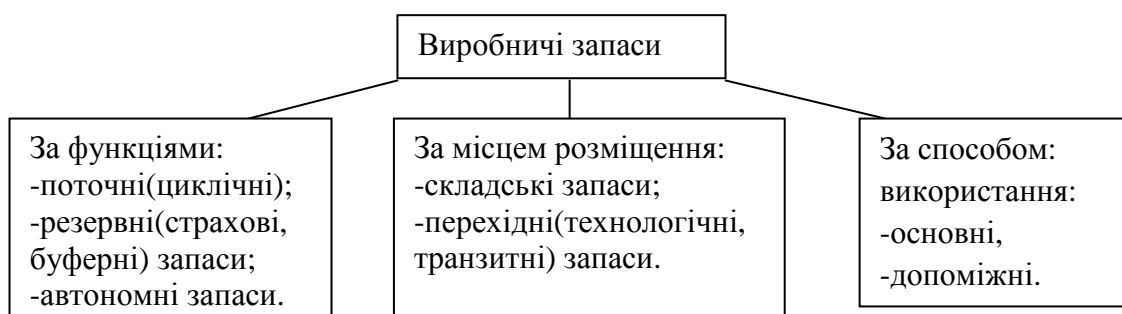 Виробничі запаси
За функціями:
-поточні(циклічні);
-резервні(страхові,
буферні) запаси;
-автономні запаси.
За місцем розміщення:
-складські запаси;
-перехідні(технологічні,
транзитні) запаси.
За способом:
використання:
-основні,
-допоміжні.